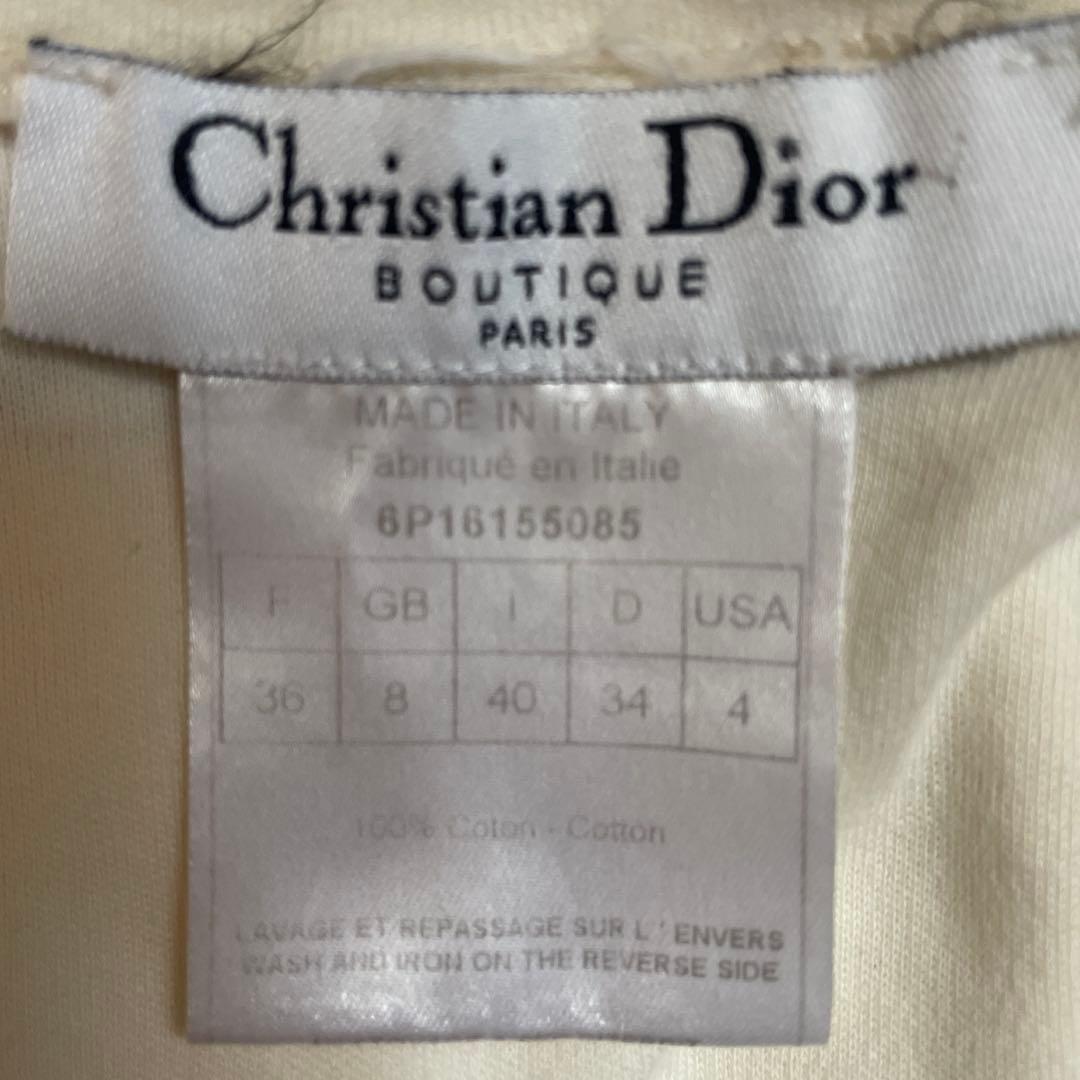 Christian Dior
BOUTIQUE
PARIS
MADE IN ITALY
Fabriqué en Italie
6P16155085
F GB I D USA
36 8 40 34 4
100% Coton - Cotton
LAVAGE ET REPASSAGE SUR L'ENVERS
WASH AND IRON ON THE REVERSE SIDE